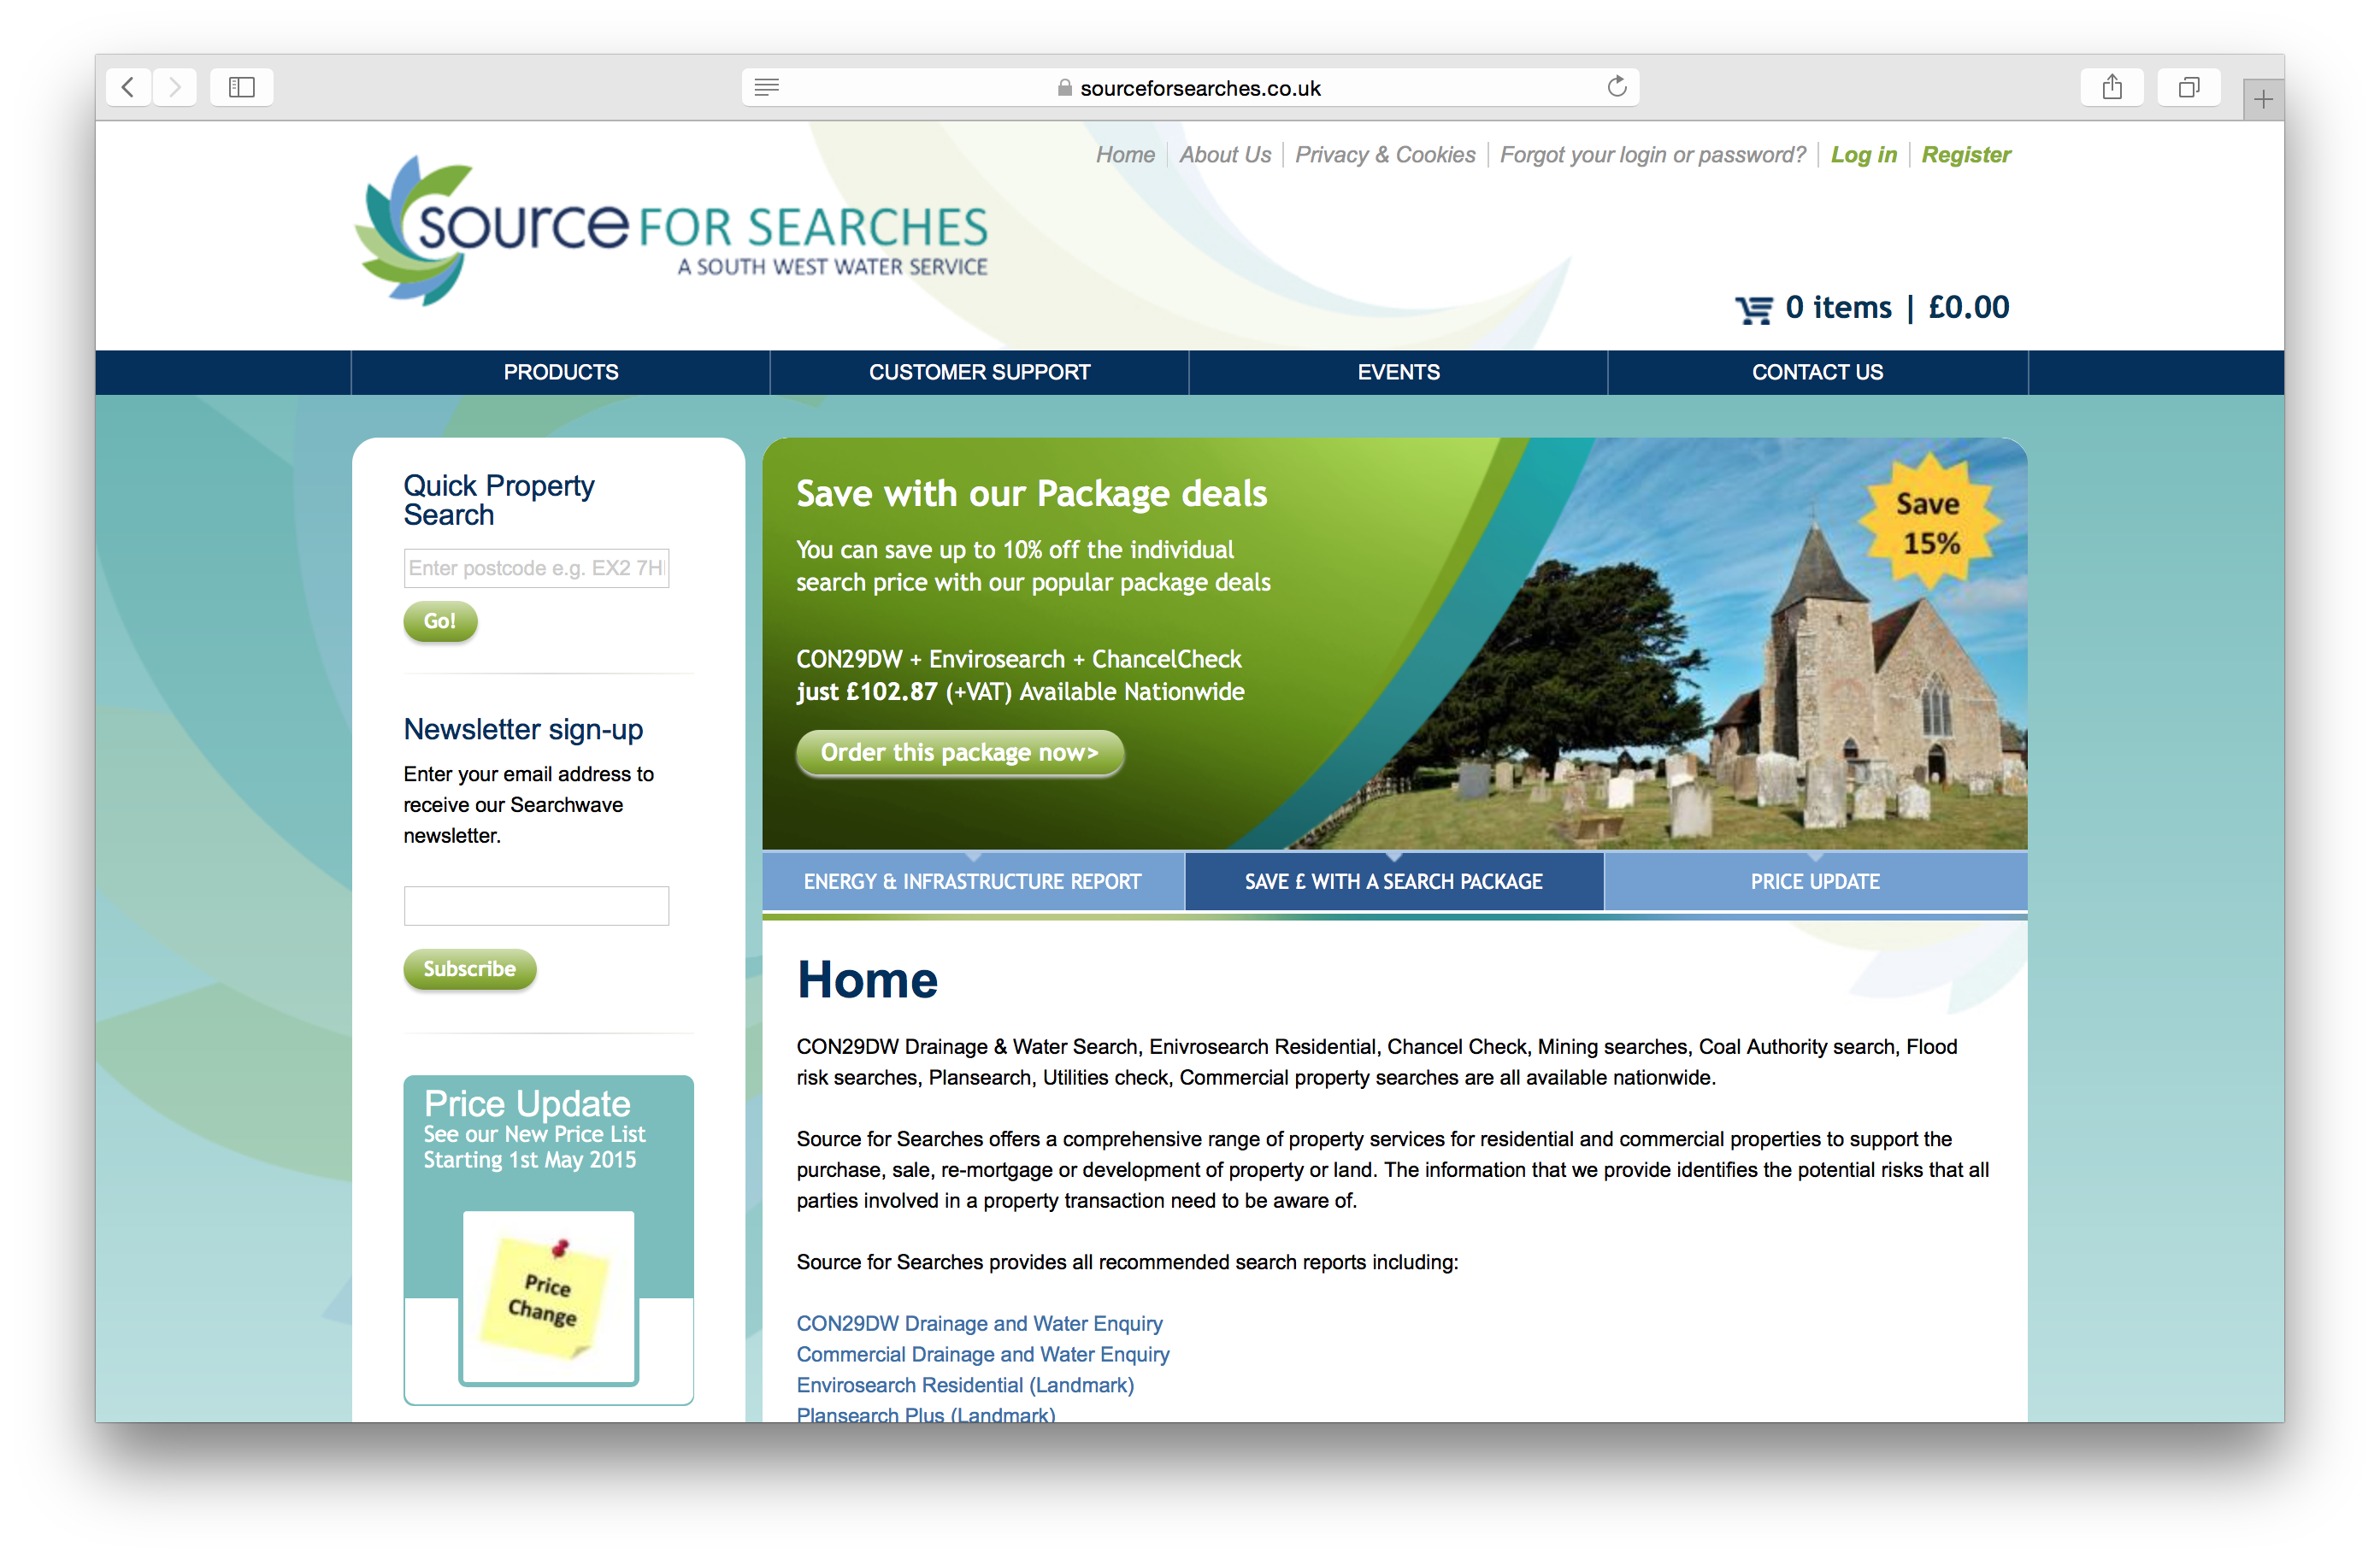 sourceforsearches.co.uk
Home | About Us | Privacy & Cookies | Forgot your login or password? | Log in | Register
source FOR SEARCHES
A SOUTH WEST WATER SERVICE
0 items | £0.00
PRODUCTS
CUSTOMER SUPPORT
EVENTS
CONTACT US
Quick Property
Search
Enter postcode e.g. EX2 7H
Go!
Newsletter sign-up
Enter your email address to
receive our Searchwave
newsletter.
Subscribe
Price Update
See our New Price List
Starting 1st May 2015
Price
Change
Save with our Package deals
You can save up to 10% off the individual
search price with our popular package deals
CON29DW + Envirosearch + ChancelCheck
just £102.87 (+VAT) Available Nationwide
Order this package now>
Save
15%
ENERGY & INFRASTRUCTURE REPORT
SAVE £ WITH A SEARCH PACKAGE
PRICE UPDATE
Home
CON29DW Drainage & Water Search, Enivrosearch Residential, Chancel Check, Mining searches, Coal Authority search, Flood
risk searches, Plansearch, Utilities check, Commercial property searches are all available nationwide.
Source for Searches offers a comprehensive range of property services for residential and commercial properties to support the
purchase, sale, re-mortgage or development of property or land. The information that we provide identifies the potential risks that all
parties involved in a property transaction need to be aware of.
Source for Searches provides all recommended search reports including:
CON29DW Drainage and Water Enquiry
Commercial Drainage and Water Enquiry
Envirosearch Residential (Landmark)
Plansearch Plus (Landmark)